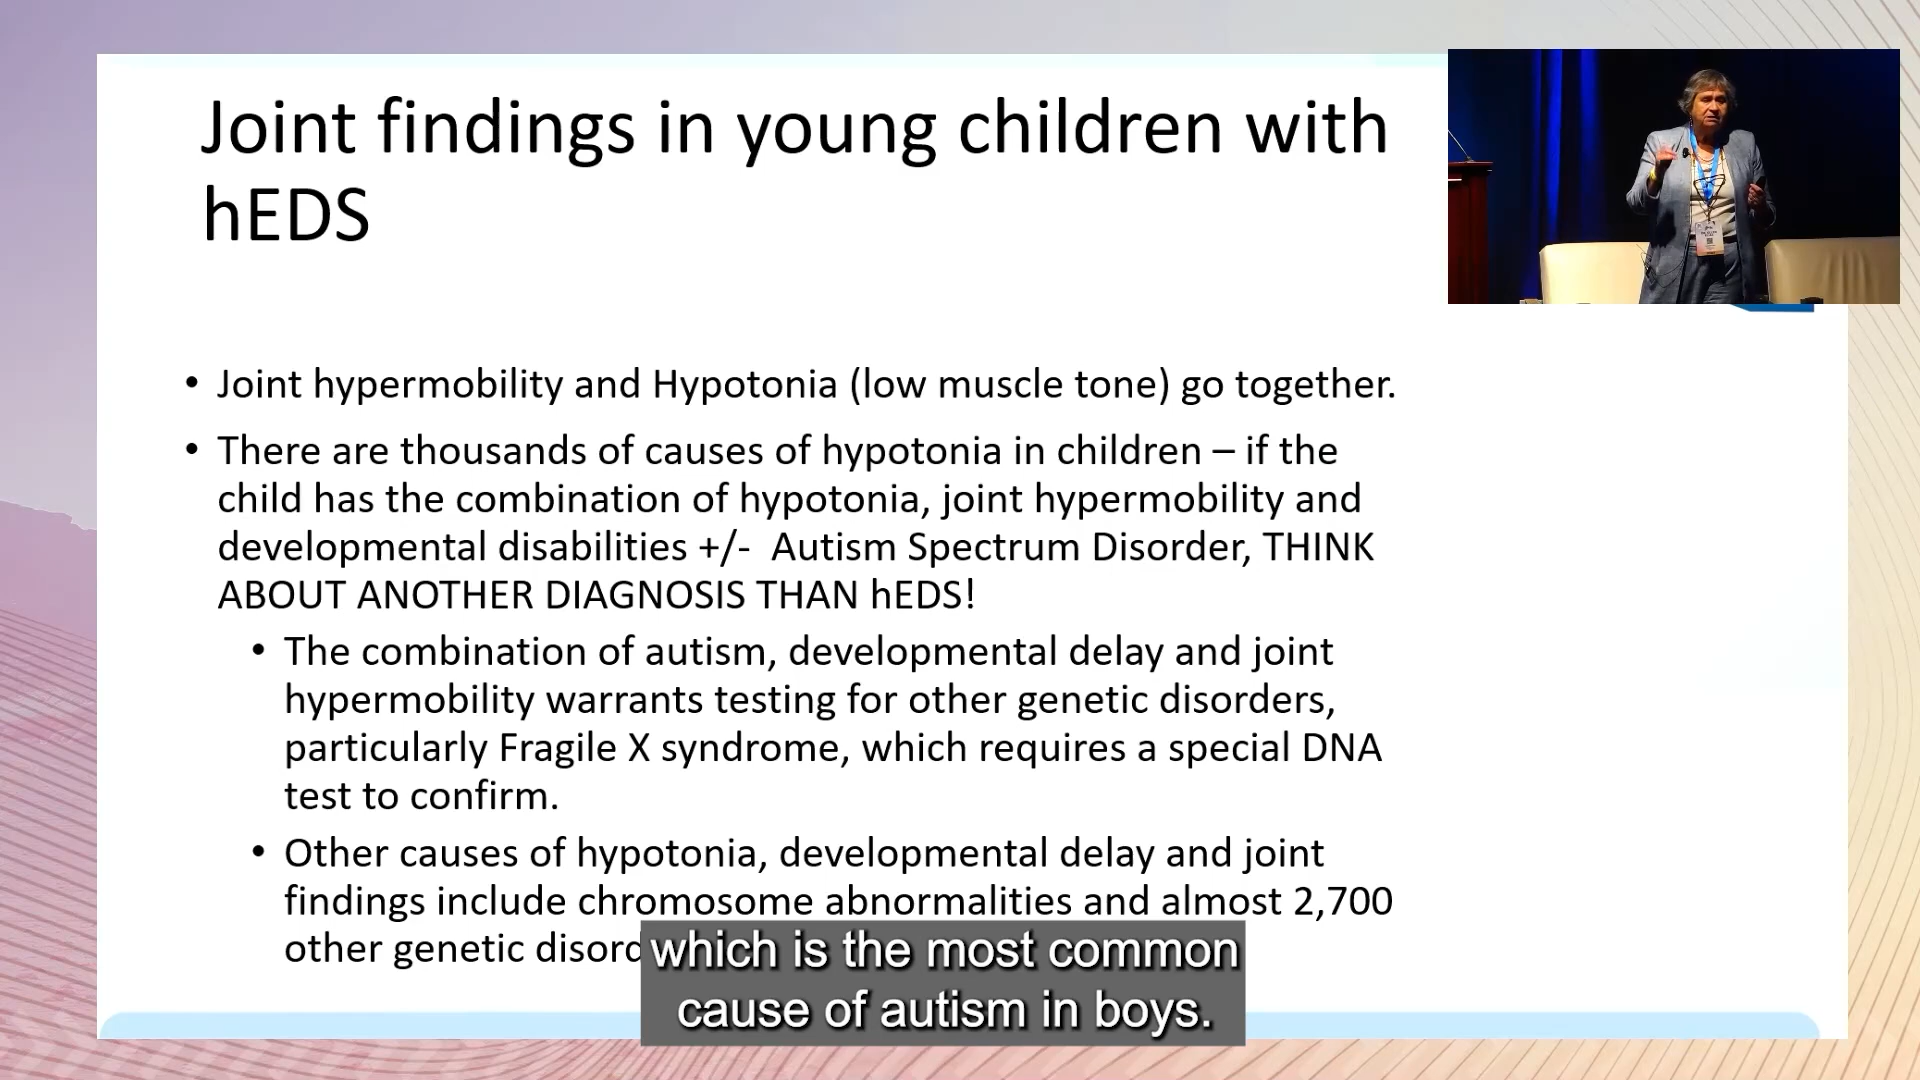 Joint findings in young children with
hEDS
• Joint hypermobility and Hypotonia (low muscle tone) go together.
• There are thousands of causes of hypotonia in children – if the
child has the combination of hypotonia, joint hypermobility and
developmental disabilities +/-  Autism Spectrum Disorder, THINK
ABOUT ANOTHER DIAGNOSIS THAN hEDS!
• The combination of autism, developmental delay and joint
hypermobility warrants testing for other genetic disorders,
particularly Fragile X syndrome, which requires a special DNA
test to confirm.
• Other causes of hypotonia, developmental delay and joint
findings include chromosome abnormalities and almost 2,700
other genetic disord
which is the most common
cause of autism in boys.